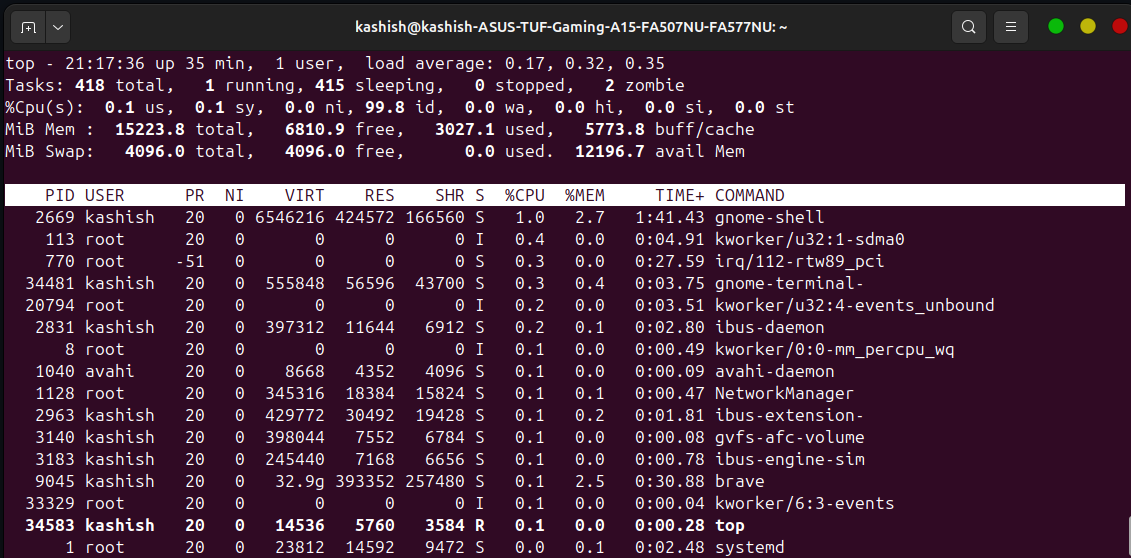 kashish@kashish-ASUS-TUF-Gaming-A15-FA507NU-FA577NU: ~
top - 21:17:36 up 35 min,  1 user,  load average: 0.17, 0.32, 0.35
Tasks: 418 total,   1 running, 415 sleeping,   0 stopped,   2 zombie
%Cpu(s):  0.1 us,  0.1 sy,  0.0 ni, 99.8 id,  0.0 wa,  0.0 hi,  0.0 si,  0.0 st
MiB Mem :  15223.8 total,   6810.9 free,   3027.1 used,   5773.8 buff/cache
MiB Swap:   4096.0 total,   4096.0 free,      0.0 used.  12196.7 avail Mem
PID USER      PR  NI    VIRT    RES    SHR S  %CPU  %MEM     TIME+ COMMAND
2669 kashish   20   0 6546216 424572 166560 S   1.0   2.7   1:41.43 gnome-shell
113 root      20   0       0      0      0 I   0.4   0.0   0:04.91 kworker/u32:1-sdma0
770 root     -51   0       0      0      0 S   0.3   0.0   0:27.59 irq/112-rtw89_pci
34481 kashish   20   0  555848  56596  43700 S   0.3   0.4   0:03.75 gnome-terminal-
20794 root      20   0       0      0      0 I   0.2   0.0   0:03.51 kworker/u32:4-events_unbound
2831 kashish   20   0  397312  11644   6912 S   0.2   0.1   0:02.80 ibus-daemon
8 root      20   0       0      0      0 I   0.1   0.0   0:00.49 kworker/0:0-mm_percpu_wq
1040 avahi     20   0    8668   4352   4096 S   0.1   0.0   0:00.09 avahi-daemon
1128 root      20   0  345316  18384  15824 S   0.1   0.1   0:00.47 NetworkManager
2963 kashish   20   0  429772  30492  19428 S   0.1   0.2   0:01.81 ibus-extension-
3140 kashish   20   0  398044   7552   6784 S   0.1   0.0   0:00.08 gvfs-afc-volume
3183 kashish   20   0  245440   7168   6656 S   0.1   0.0   0:00.78 ibus-engine-sim
9045 kashish   20   0   32.9g 393352 257480 S   0.1   2.5   0:30.88 brave
33329 root      20   0       0      0      0 I   0.1   0.0   0:00.04 kworker/6:3-events
34583 kashish   20   0   14536   5760   3584 R   0.1   0.0   0:00.28 top
1 root      20   0   23812  14592   9472 S   0.0   0.1   0:02.48 systemd